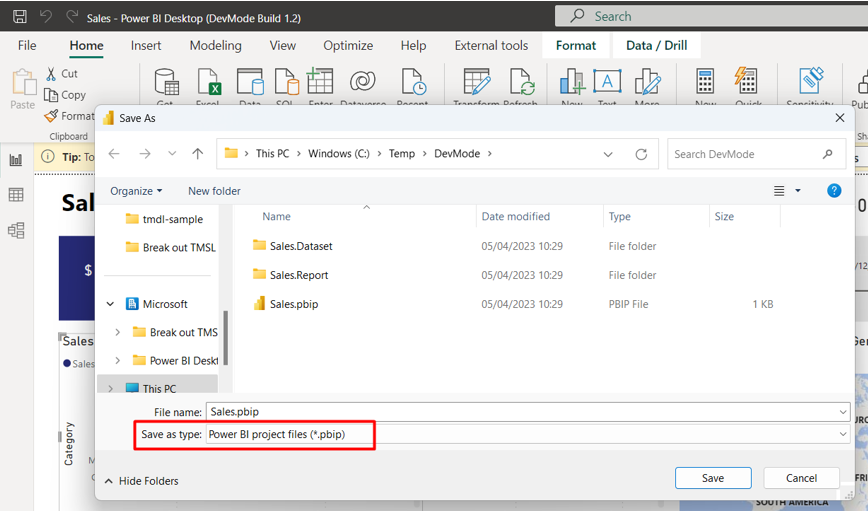 Sales - Power BI Desktop (DevMode Build 1.2)
Search
File Home Insert Modeling View Optimize Help External tools Format Data / Drill
Paste
Cut
Copy
Format
Get Excel Data SQL Enter Dataverse Recent Transform Refresh New Text More New Quick Sensitivity
Clipboard
Save As
Tip: To
This PC > Windows (C:) > Temp > DevMode >
Search DevMode
Organize
New folder
Name Date modified Type Size
tmdl-sample
Break out TMSL
Microsoft
Break out TMS
Power BI Deskt
This PC
Sales.Dataset 05/04/2023 10:29 File folder
Sales.Report 05/04/2023 10:29 File folder
Sales.pbip 05/04/2023 10:29 PBIP File 1 KB
Sal
$
Sales
Sales
Category
File name: Sales.pbip
Save as type: Power BI project files (*.pbip)
Hide Folders
Save
Cancel
SOUTH AMERICA